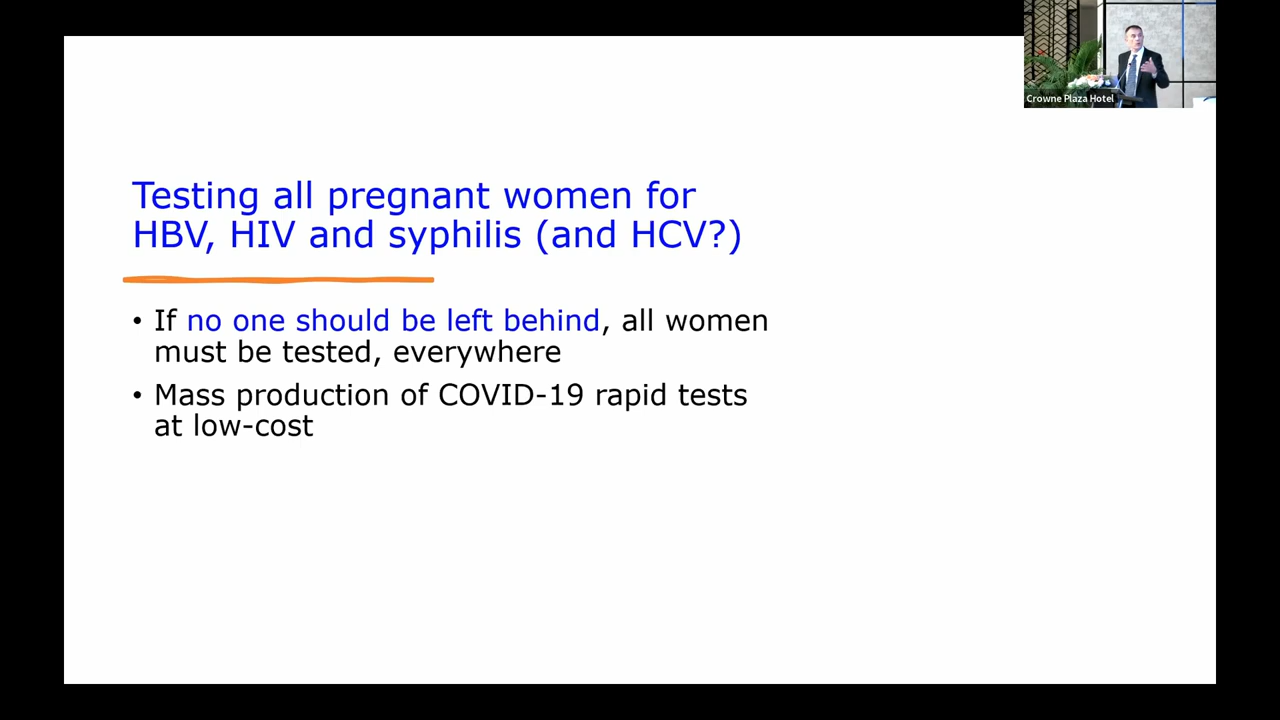 Crowne Plaza Hotel
Testing all pregnant women for
HBV, HIV and syphilis (and HCV?)
• If no one should be left behind, all women
must be tested, everywhere
• Mass production of COVID-19 rapid tests
at low-cost